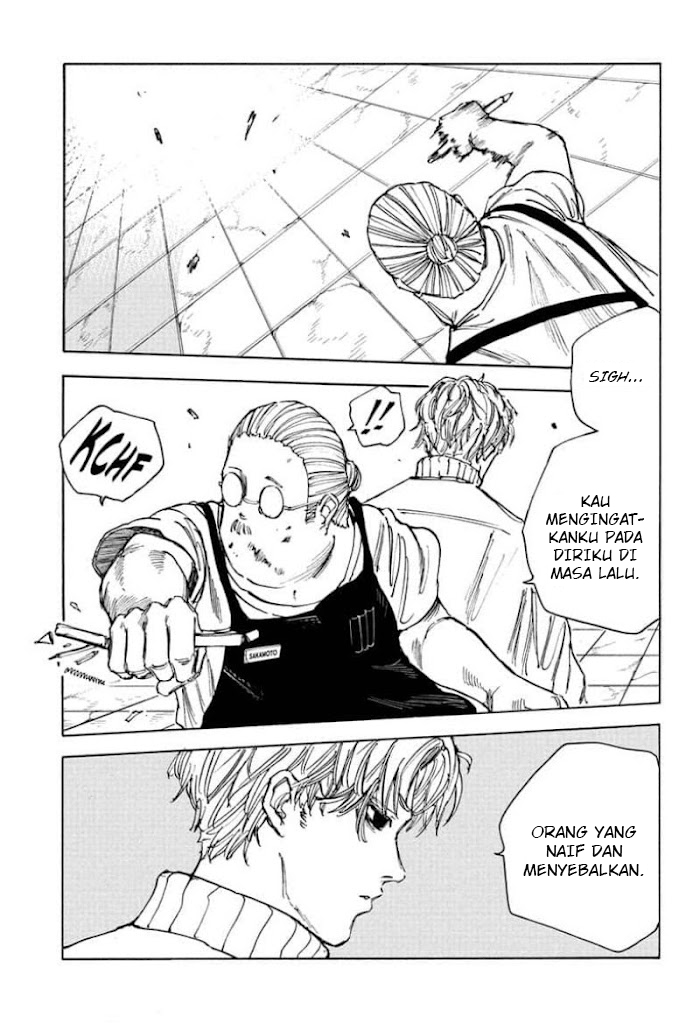 SIGH...
KAU
MENGINGAT-
KANKU PADA
DIRIKU DI
MASA LALU.
!!
KCHF
SAKAMOTO
ORANG YANG
NAIF DAN
MENYEBALKAN.